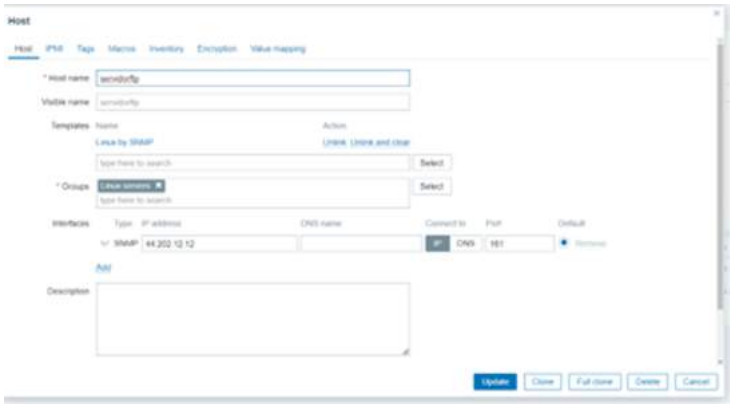 Host
Host IPMI Tags Macros Inventory Encryption Value mapping
* Host name servidorftp
Visible name servidorftp
Templates Name Action
Linux by SNMP Unlink Unlink and clear
type here to search Select
* Groups Linux servers Select
type here to search
Interfaces Type IP address DNS name Connect to Port Default
SNMP 44.202.12.12 IP DNS 161 Remove
Add
Description
Update Clone Full clone Delete Cancel